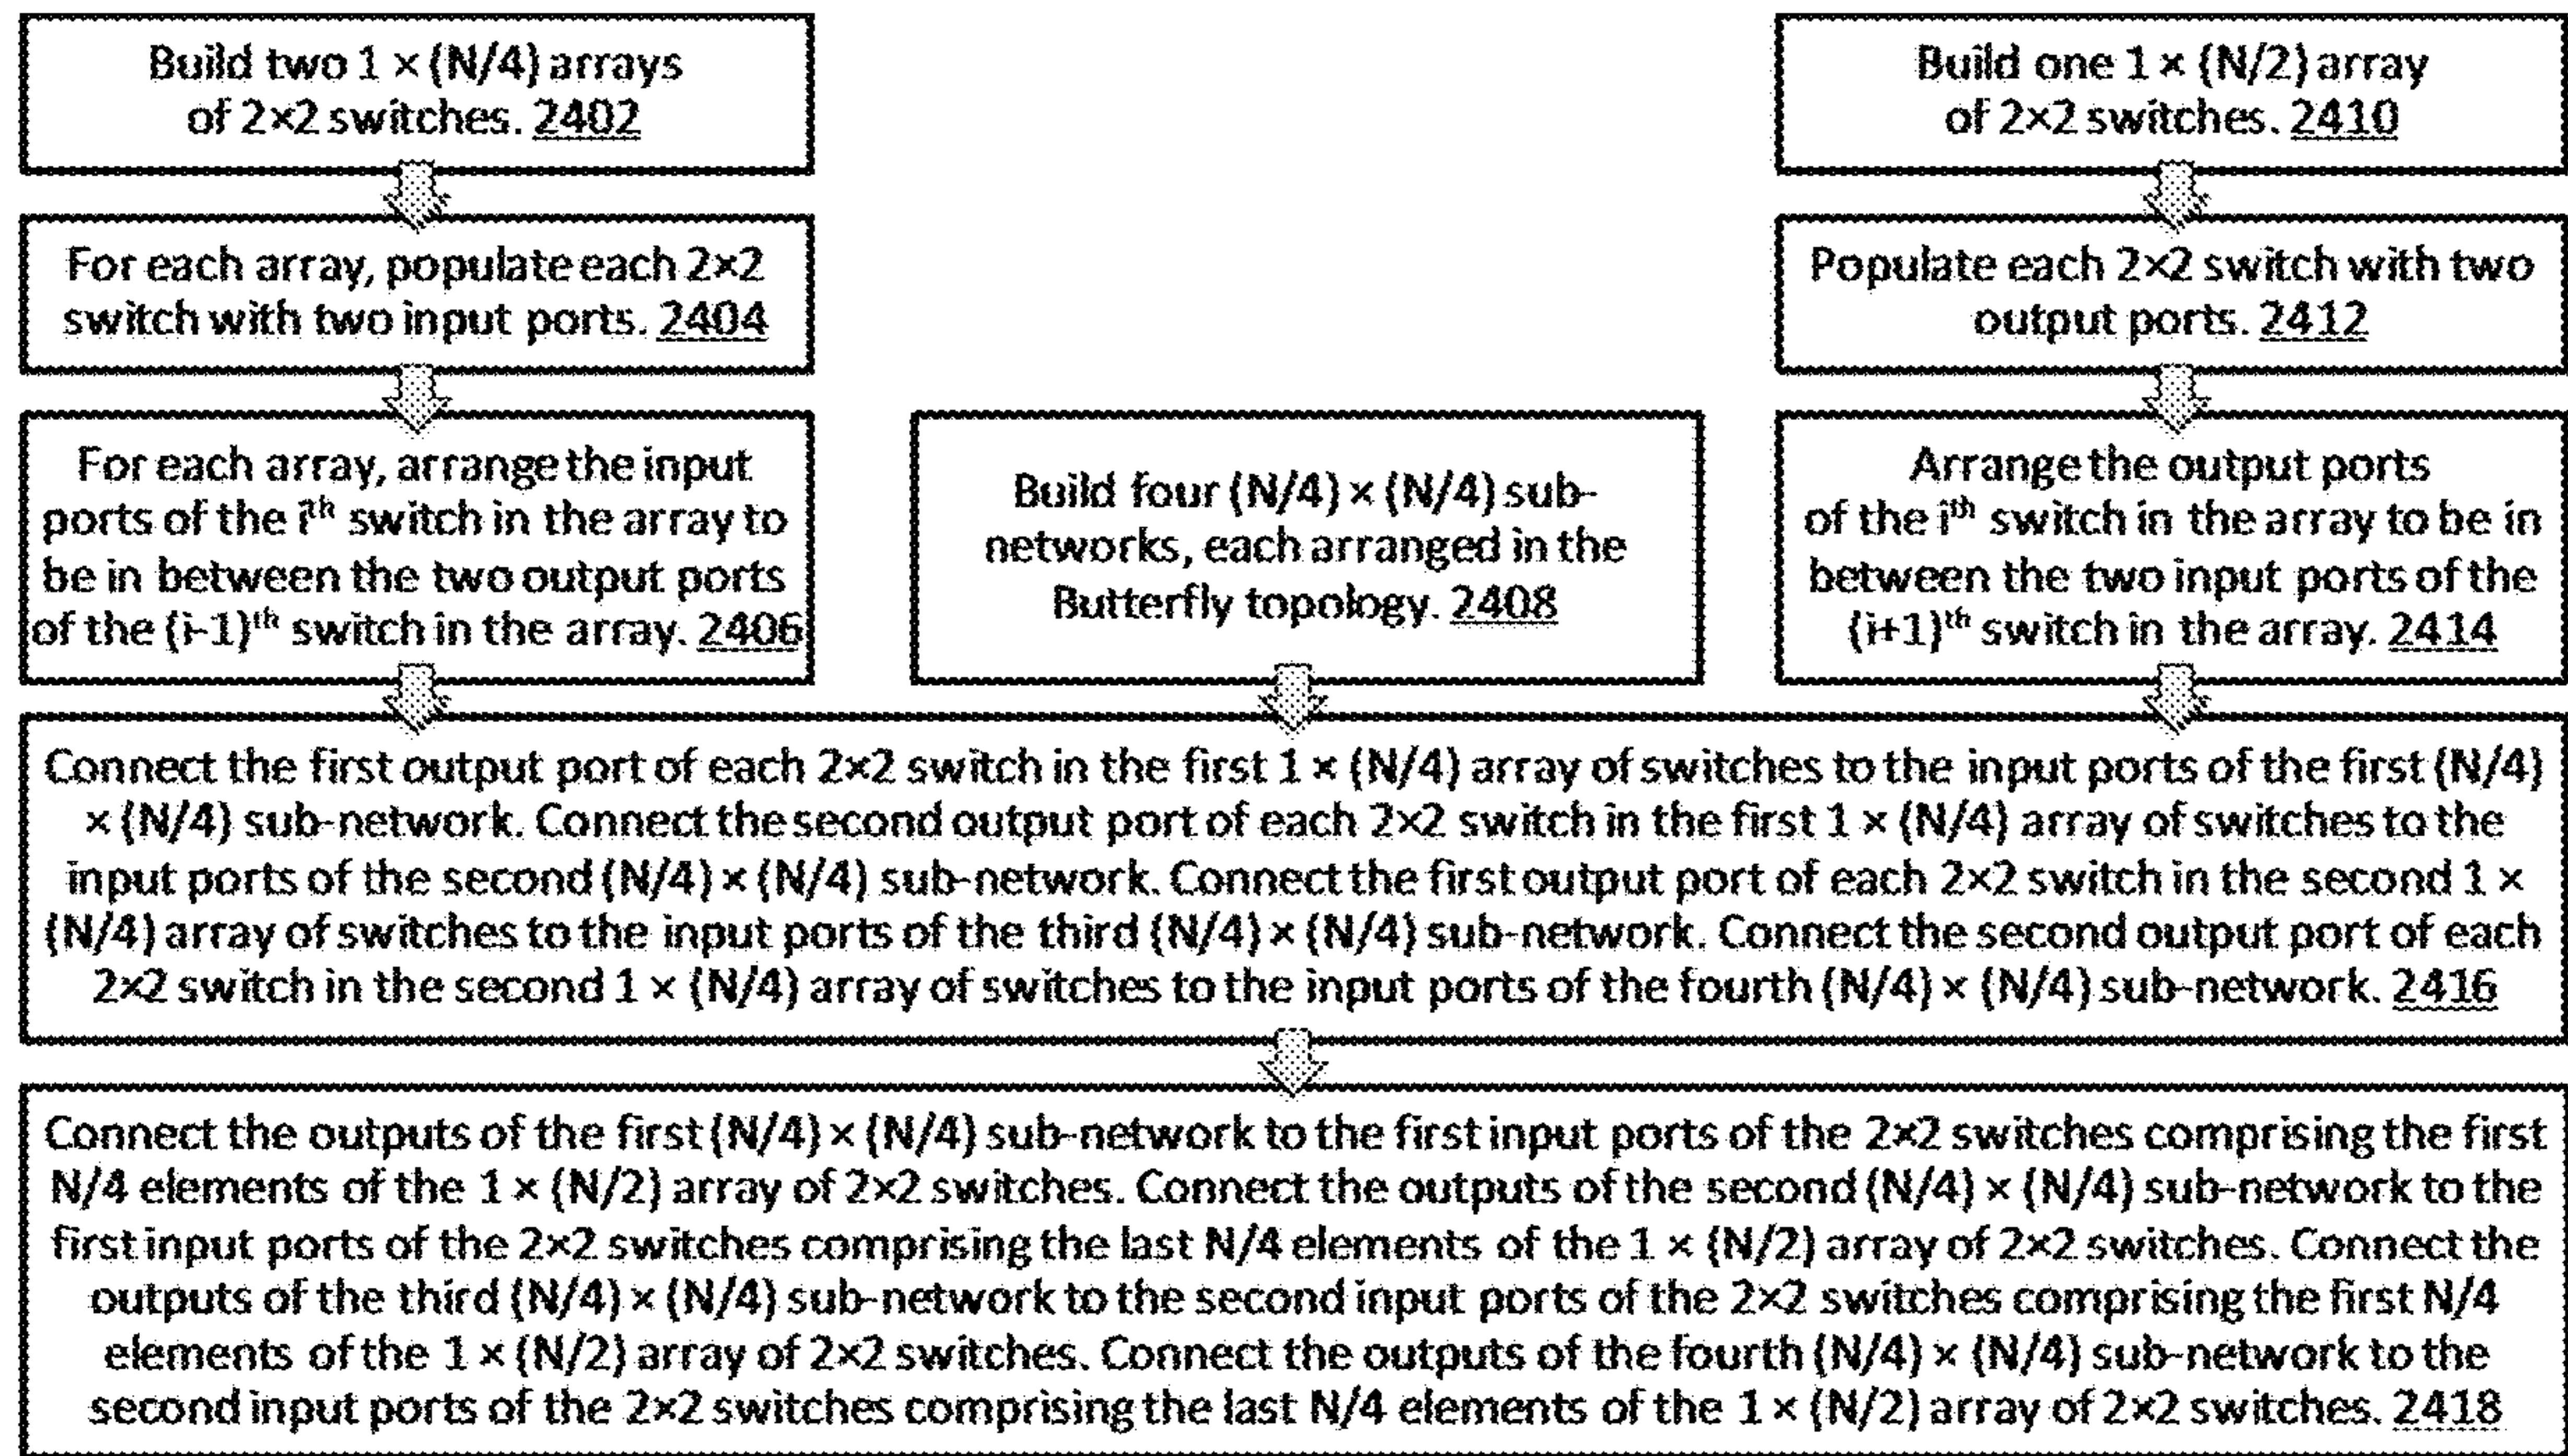 Build two 1 × (N/4) arrays
of 2×2 switches. 2402
For each array, populate each 2×2
switch with two input ports. 2404
For each array, arrange the input
ports of the iᵗʰ switch in the array to
be in between the two output ports
of the (i-1)ᵗʰ switch in the array. 2406
Build four (N/4) × (N/4) sub-
networks, each arranged in the
Butterfly topology. 2408
Build one 1 × (N/2) array
of 2×2 switches. 2410
Populate each 2×2 switch with two
output ports. 2412
Arrange the output ports
of the iᵗʰ switch in the array to be in
between the two input ports of the
(i+1)ᵗʰ switch in the array. 2414
Connect the first output port of each 2×2 switch in the first 1 × (N/4) array of switches to the input ports of the first (N/4)
× (N/4) sub-network. Connect the second output port of each 2×2 switch in the first 1 × (N/4) array of switches to the
input ports of the second (N/4) × (N/4) sub-network. Connect the first output port of each 2×2 switch in the second 1 ×
(N/4) array of switches to the input ports of the third (N/4) × (N/4) sub-network. Connect the second output port of each
2×2 switch in the second 1 × (N/4) array of switches to the input ports of the fourth (N/4) × (N/4) sub-network. 2416
Connect the outputs of the first (N/4) × (N/4) sub-network to the first input ports of the 2×2 switches comprising the first
N/4 elements of the 1 × (N/2) array of 2×2 switches. Connect the outputs of the second (N/4) × (N/4) sub-network to the
first input ports of the 2×2 switches comprising the last N/4 elements of the 1 × (N/2) array of 2×2 switches. Connect the
outputs of the third (N/4) × (N/4) sub-network to the second input ports of the 2×2 switches comprising the first N/4
elements of the 1 × (N/2) array of 2×2 switches. Connect the outputs of the fourth (N/4) × (N/4) sub-network to the
second input ports of the 2×2 switches comprising the last N/4 elements of the 1 × (N/2) array of 2×2 switches. 2418